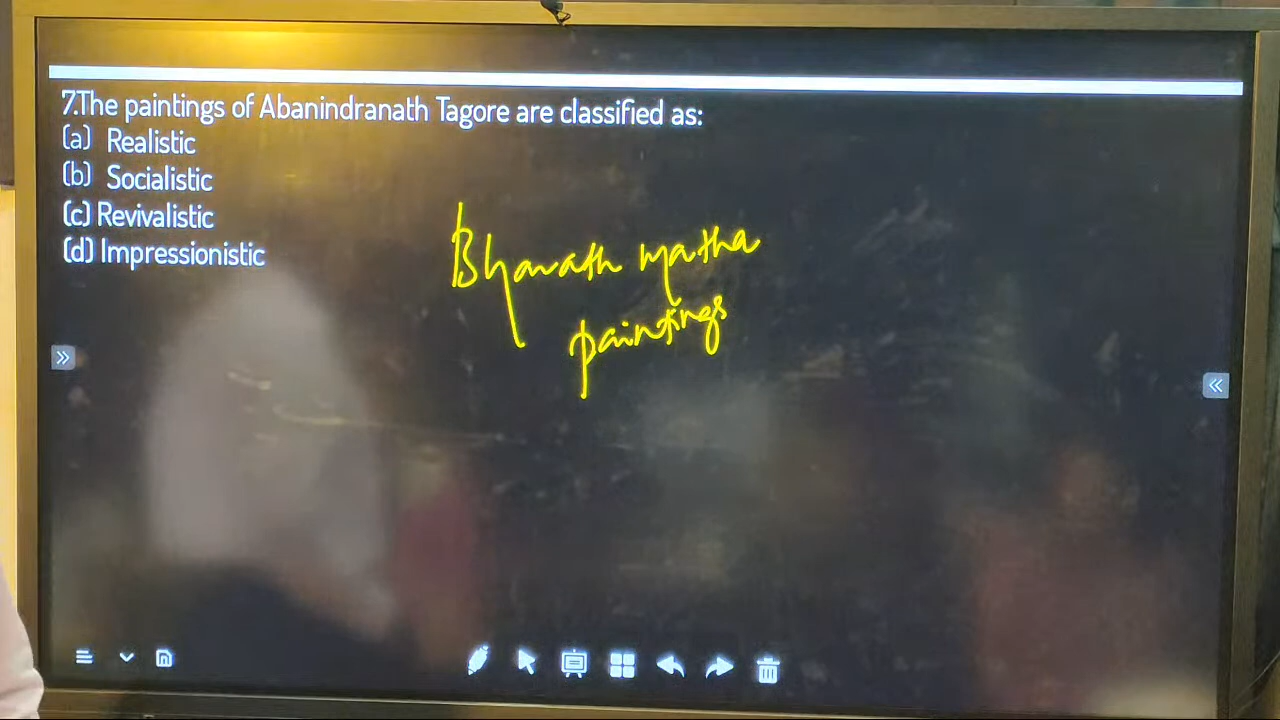 7.The paintings of Abanindranath Tagore are classified as:
(a) Realistic
(b) Socialistic
(c) Revivalistic
(d) Impressionistic
Bharath matha
paintings